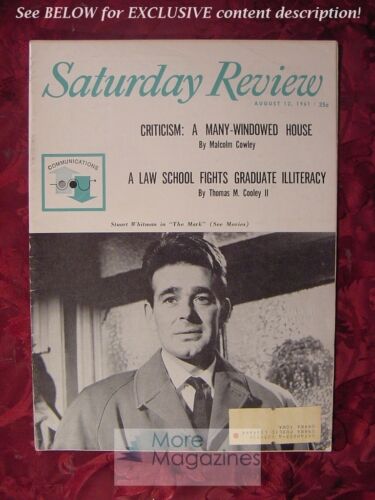 See BELOW for EXCLUSIVE content description!
Saturday Review
AUGUST 12, 1961 · 25¢
CRITICISM: A MANY-WINDOWED HOUSE
By Malcolm Cowley
COMMUNICATIONS
A LAW SCHOOL FIGHTS GRADUATE ILLITERACY
By Thomas M. Cooley II
Stuart Whitman in "The Mark" (See Movies)
More
Magazines